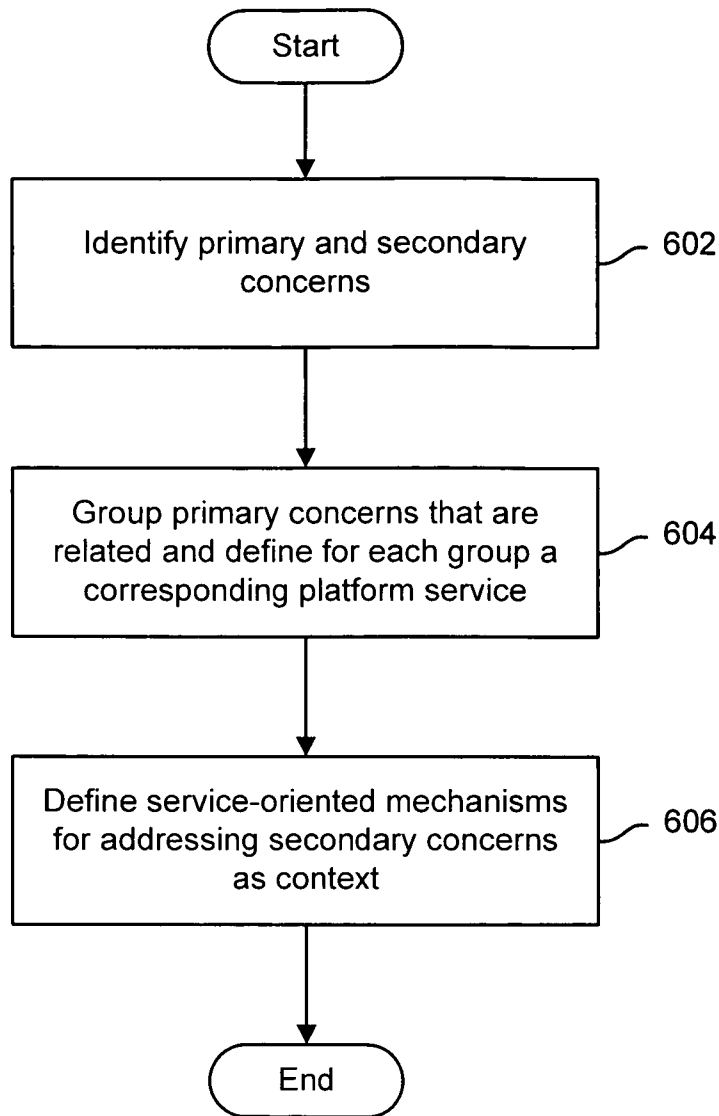 Start
Identify primary and secondary
concerns
602
Group primary concerns that are
related and define for each group a
corresponding platform service
604
Define service-oriented mechanisms
for addressing secondary concerns
as context
606
End